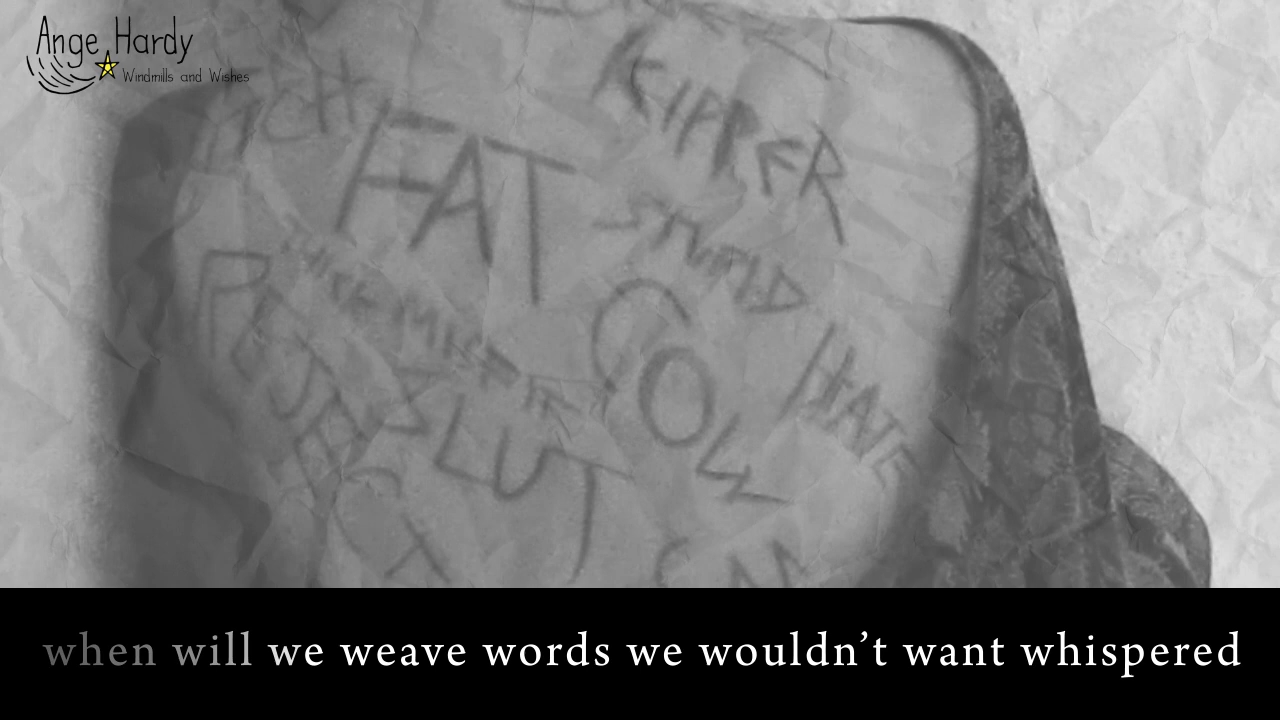 Ange Hardy
Windmills and Wishes
KIPPER
FAT
STUPID
REJECT
COW
HATE
SLUT
when will we weave words we wouldn't want whispered